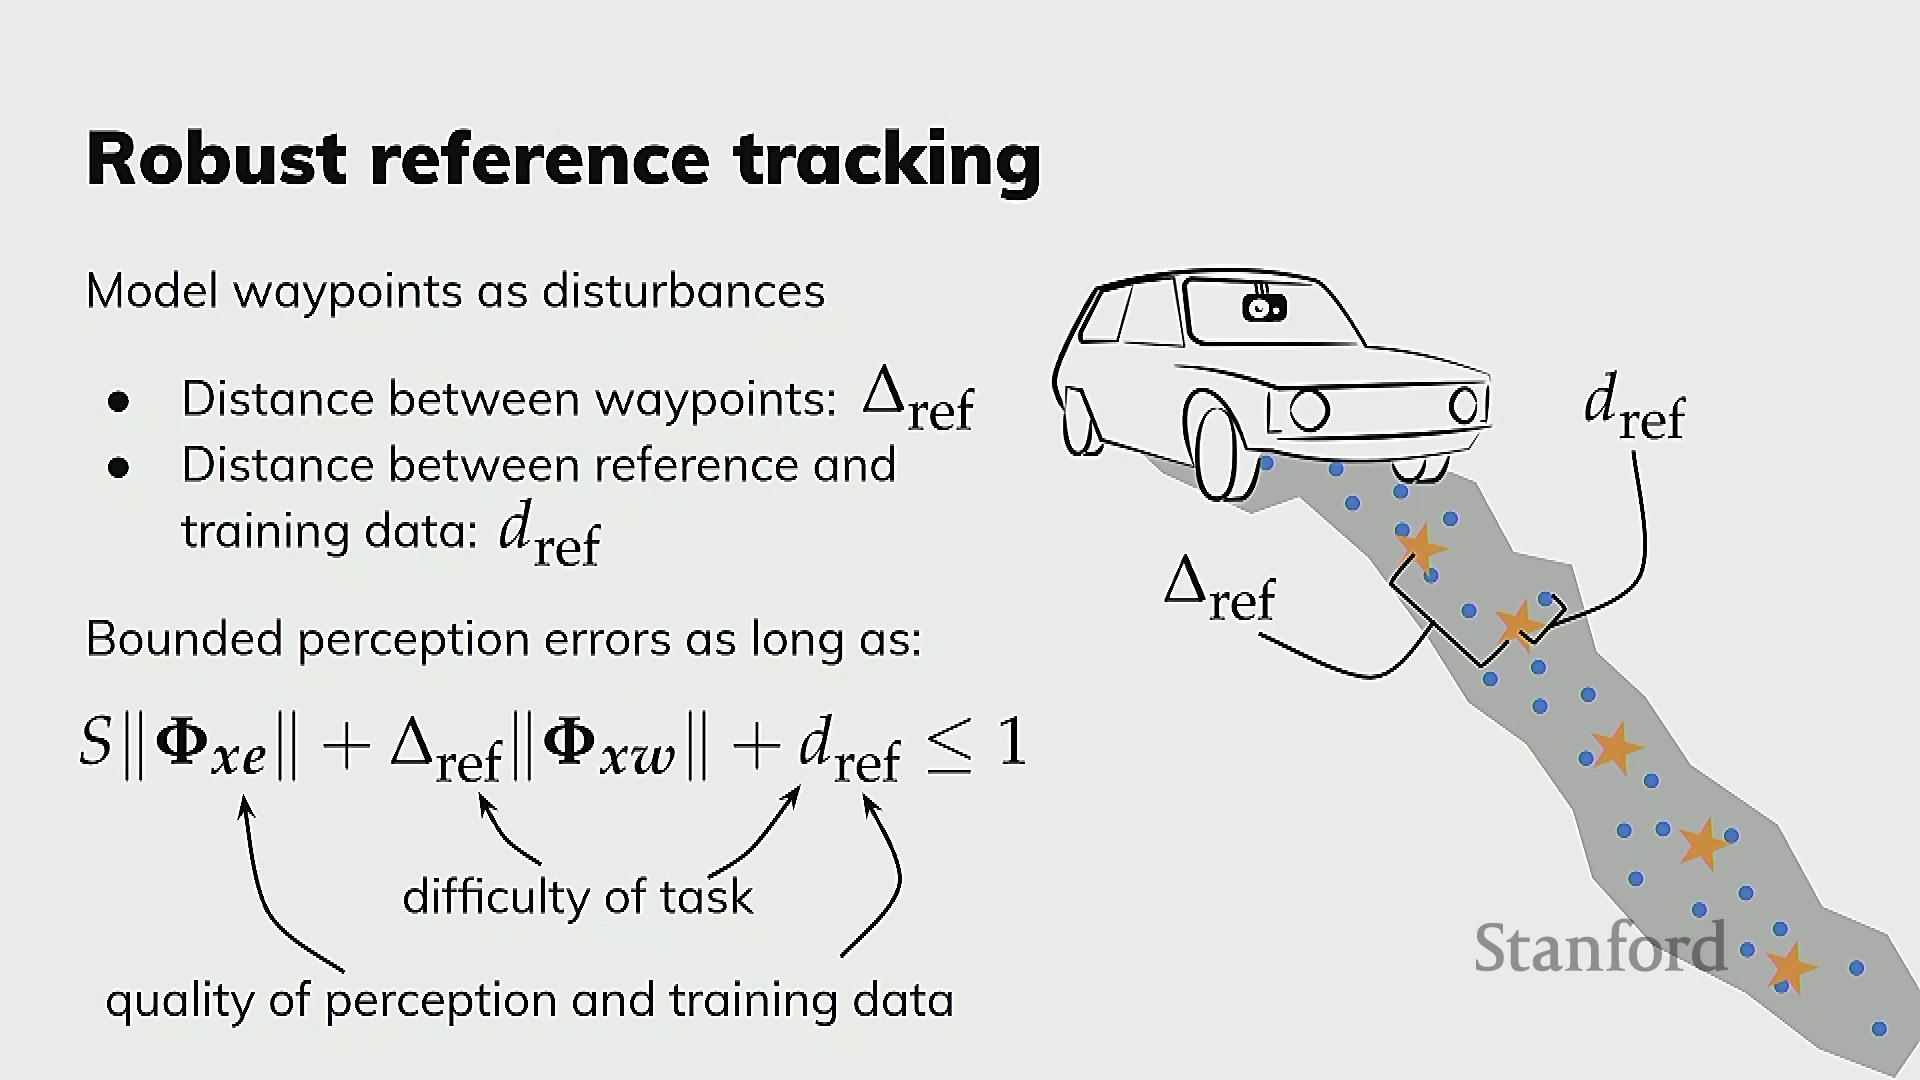 Robust reference tracking
Model waypoints as disturbances
● Distance between waypoints: Δref
● Distance between reference and
training data: dref
Bounded perception errors as long as:
S‖Φxe‖ + Δref‖Φxw‖ + dref ≤ 1
difficulty of task
quality of perception and training data
dref
Δref
Stanford